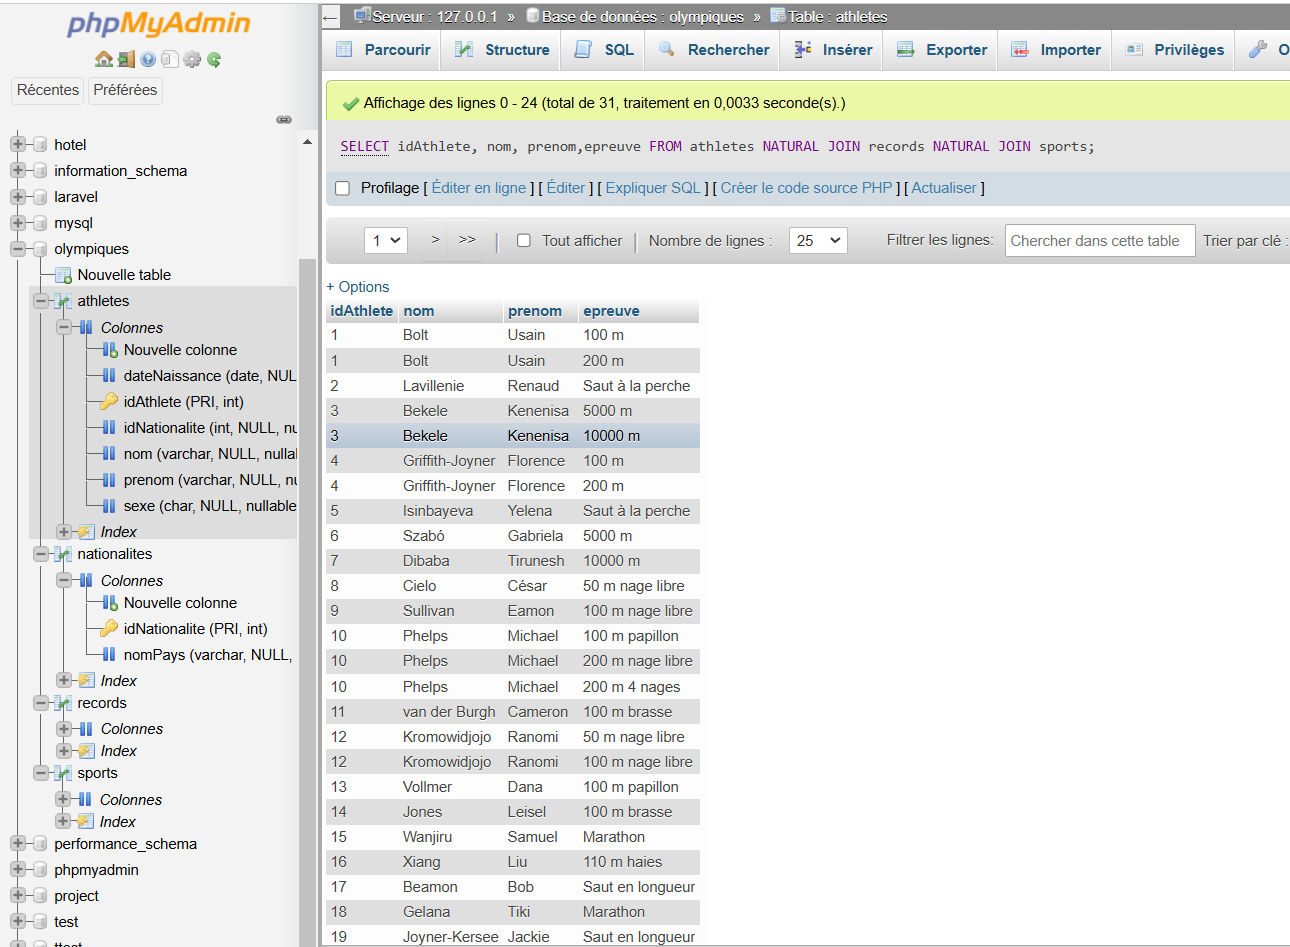 phpMyAdmin
Récentes
Préférées
hotel
information_schema
laravel
mysql
olympiques
Nouvelle table
athletes
Colonnes
Nouvelle colonne
dateNaissance (date, NUL
idAthlete (PRI, int)
idNationalite (int, NULL, nu
nom (varchar, NULL, nullal
prenom (varchar, NULL, nu
sexe (char, NULL, nullable
Index
nationalites
Colonnes
Nouvelle colonne
idNationalite (PRI, int)
nomPays (varchar, NULL,
Index
records
Colonnes
Index
sports
Colonnes
Index
performance_schema
phpmyadmin
project
test
ttest
Serveur : 127.0.0.1 » Base de données : olympiques » Table : athletes
Parcourir Structure SQL Rechercher Insérer Exporter Importer Privilèges O
Affichage des lignes 0 - 24 (total de 31, traitement en 0,0033 seconde(s).)
SELECT idAthlete, nom, prenom,epreuve FROM athletes NATURAL JOIN records NATURAL JOIN sports;
Profilage [ Éditer en ligne ] [ Éditer ] [ Expliquer SQL ] [ Créer le code source PHP ] [ Actualiser ]
1 > >> | Tout afficher | Nombre de lignes : 25 Filtrer les lignes: Chercher dans cette table Trier par clé :
+ Options
idAthlete nom prenom epreuve
1 Bolt Usain 100 m
1 Bolt Usain 200 m
2 Lavillenie Renaud Saut à la perche
3 Bekele Kenenisa 5000 m
3 Bekele Kenenisa 10000 m
4 Griffith-Joyner Florence 100 m
4 Griffith-Joyner Florence 200 m
5 Isinbayeva Yelena Saut à la perche
6 Szabó Gabriela 5000 m
7 Dibaba Tirunesh 10000 m
8 Cielo César 50 m nage libre
9 Sullivan Eamon 100 m nage libre
10 Phelps Michael 100 m papillon
10 Phelps Michael 200 m nage libre
10 Phelps Michael 200 m 4 nages
11 van der Burgh Cameron 100 m brasse
12 Kromowidjojo Ranomi 50 m nage libre
12 Kromowidjojo Ranomi 100 m nage libre
13 Vollmer Dana 100 m papillon
14 Jones Leisel 100 m brasse
15 Wanjiru Samuel Marathon
16 Xiang Liu 110 m haies
17 Beamon Bob Saut en longueur
18 Gelana Tiki Marathon
19 Joyner-Kersee Jackie Saut en longueur